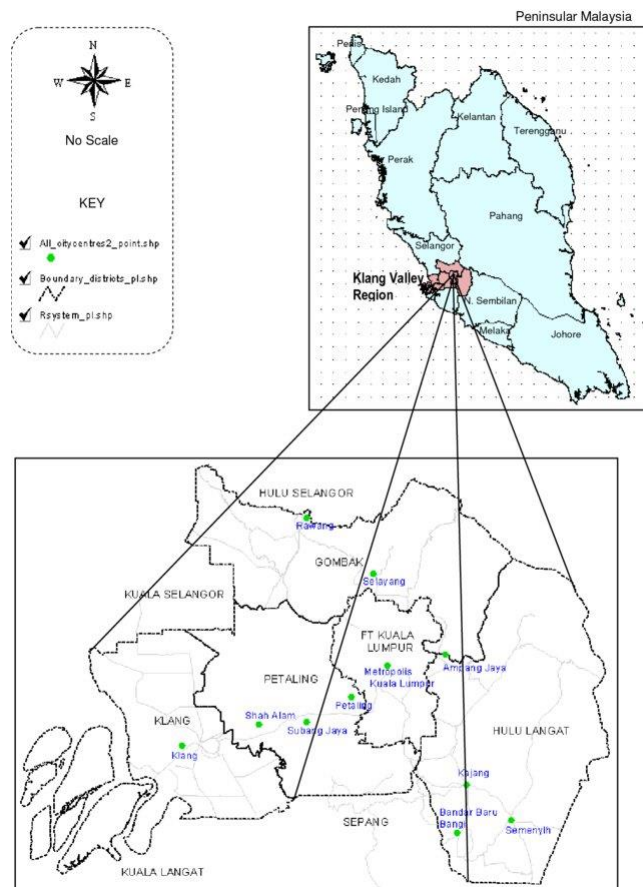 Peninsular Malaysia
N
W E
S
No Scale
KEY
All_citycentres2_point.shp
Boundary_districts_pl.shp
Rsystem_pl.shp
Perlis
Kedah
Penang Island
Kelantan
Terengganu
Perak
Pahang
Selangor
Klang Valley
Region
N. Sembilan
Melaka
Johore
HULU SELANGOR
Rawang
GOMBAK
Selayang
KUALA SELANGOR
FT KUALA
LUMPUR
Ampang Jaya
PETALING
Metropolis
Kuala Lumpur
Petaling
KLANG
Shah Alam
Subang Jaya
HULU LANGAT
Klang
Kajang
Bandar Baru
Bangi
Semenyih
SEPANG
KUALA LANGAT